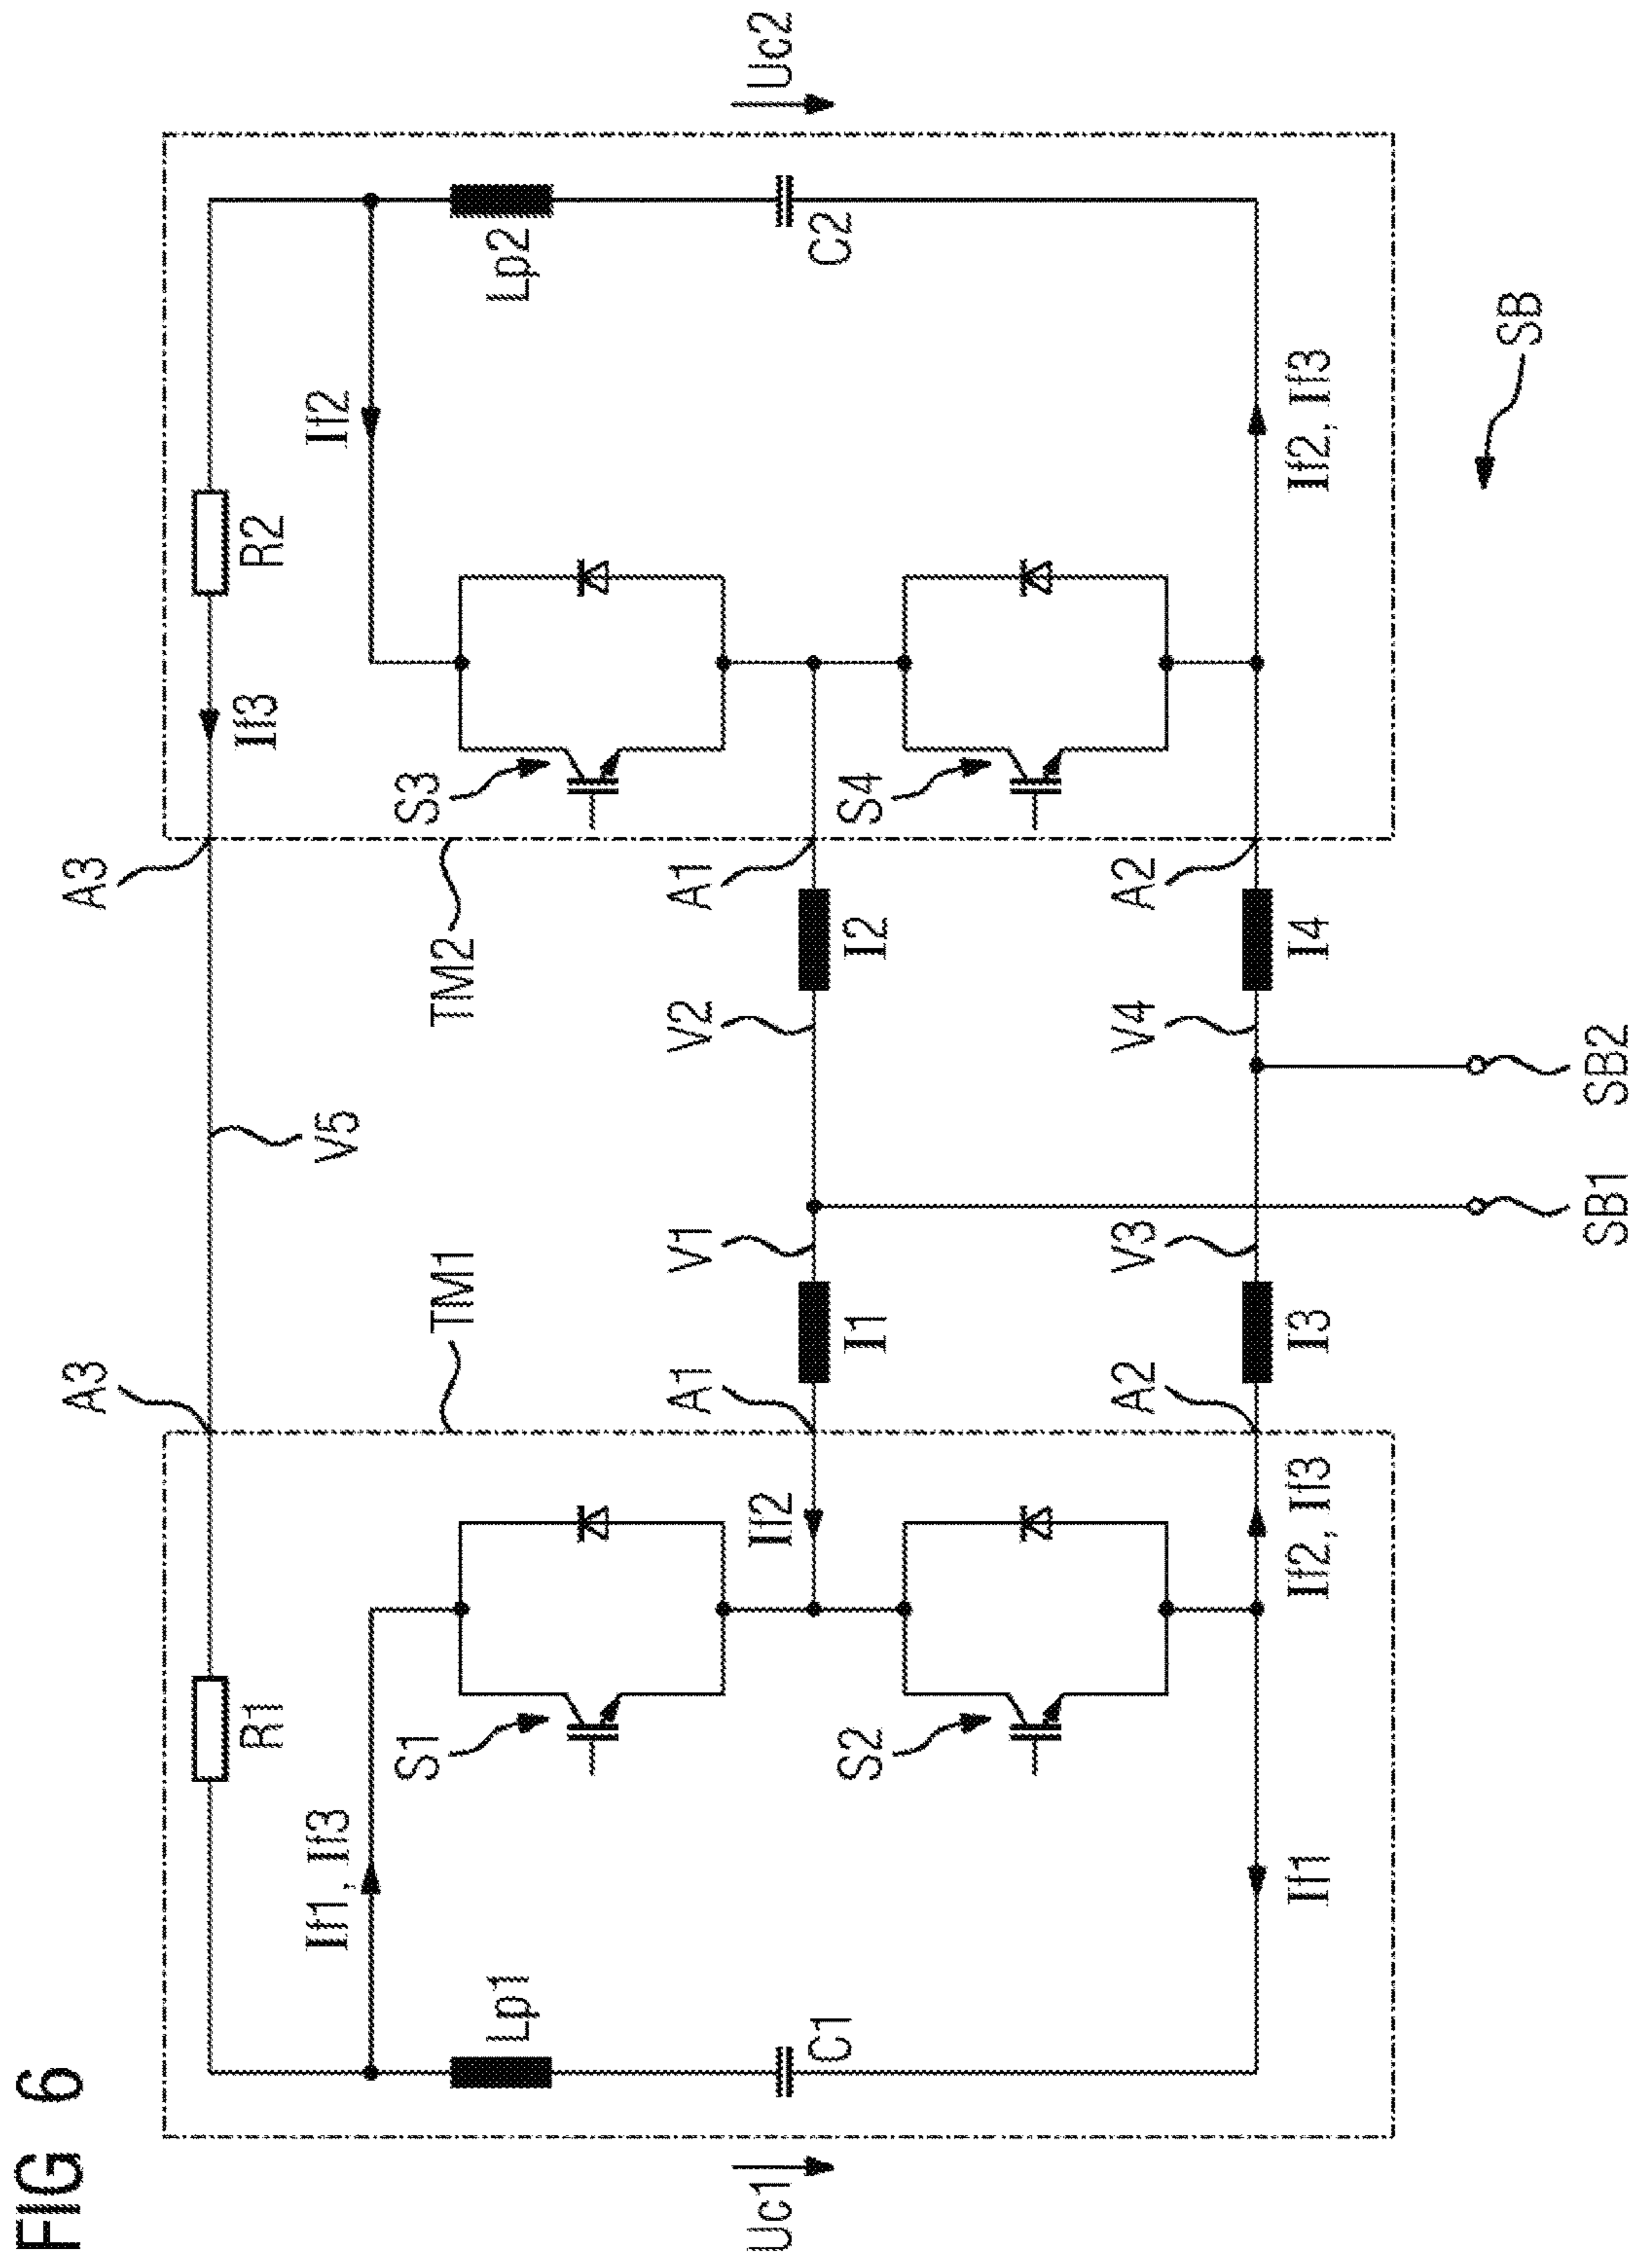 FIG 6
Uc1
Uc2
A3
A3
V5
R1
R2
If3
If1, If3
If2
TM1
TM2
Lp1
Lp2
S1
S3
C1
C2
If2
A1
V1
V2
A1
I1
I2
S2
S4
A2
V3
V4
A2
If1
If2, If3
I3
I4
If2, If3
SB
SB1
SB2